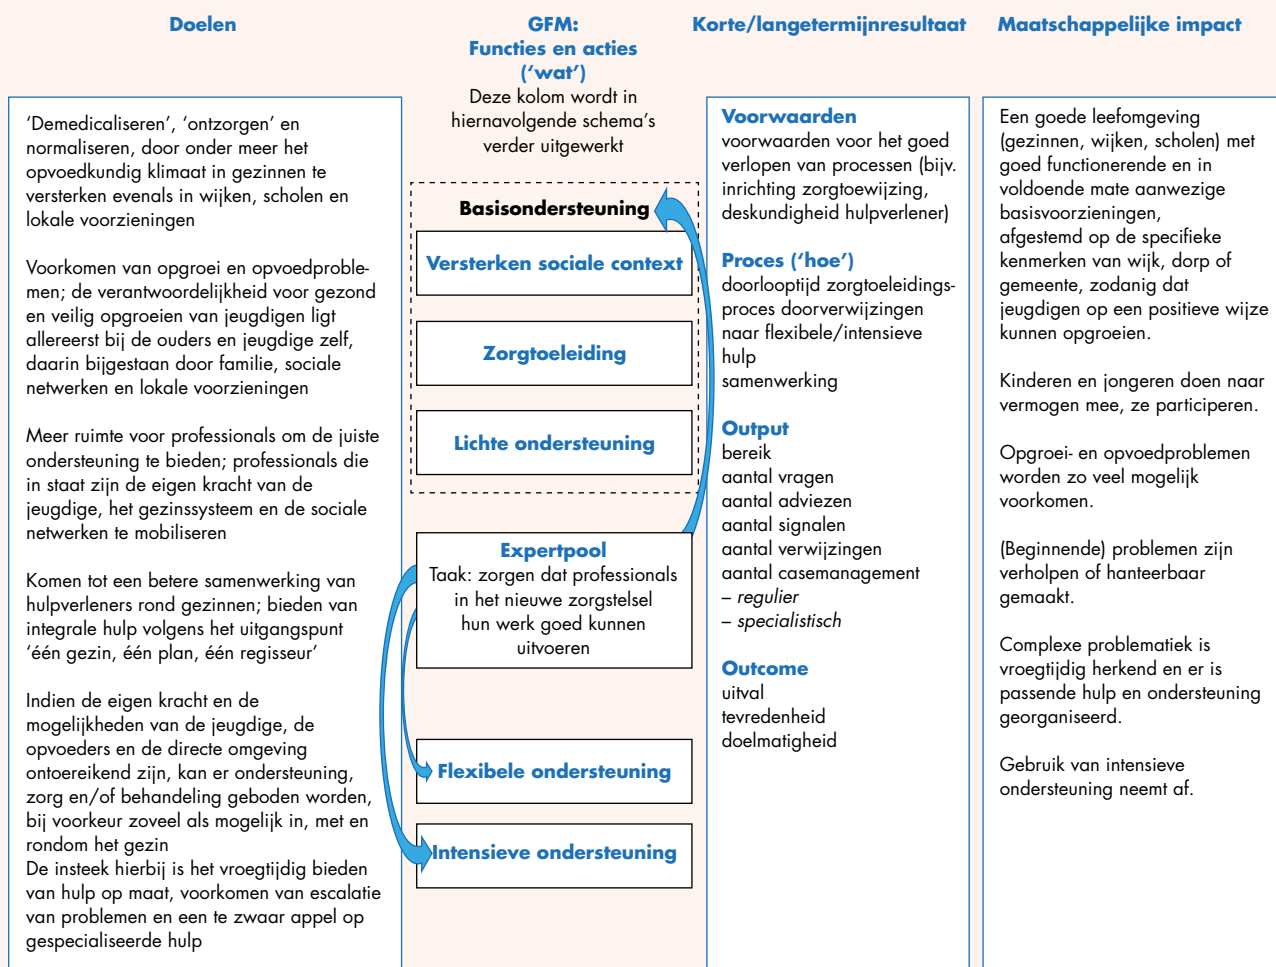 Doelen
'Demedicaliseren', 'ontzorgen' en
normaliseren, door onder meer het
opvoedkundig klimaat in gezinnen te
versterken evenals in wijken, scholen en
lokale voorzieningen
Voorkomen van opgroei en opvoedproble-
men; de verantwoordelijkheid voor gezond
en veilig opgroeien van jeugdigen ligt
allereerst bij de ouders en jeugdige zelf,
daarin bijgestaan door familie, sociale
netwerken en lokale voorzieningen
Meer ruimte voor professionals om de juiste
ondersteuning te bieden; professionals die
in staat zijn de eigen kracht van de
jeugdige, het gezinssysteem en de sociale
netwerken te mobiliseren
Komen tot een betere samenwerking van
hulpverleners rond gezinnen; bieden van
integrale hulp volgens het uitgangspunt
'één gezin, één plan, één regisseur'
Indien de eigen kracht en de
mogelijkheden van de jeugdige, de
opvoeders en de directe omgeving
ontoereikend zijn, kan er ondersteuning,
zorg en/of behandeling geboden worden,
bij voorkeur zoveel als mogelijk in, met en
rondom het gezin
De insteek hierbij is het vroegtijdig bieden
van hulp op maat, voorkomen van escalatie
van problemen en een te zwaar appel op
gespecialiseerde hulp
GFM:
Functies en acties
('wat')
Deze kolom wordt in
hiernavolgende schema's
verder uitgewerkt
Basisondersteuning
Versterken sociale context
Zorgtoeleiding
Lichte ondersteuning
Expertpool
Taak: zorgen dat professionals
in het nieuwe zorgstelsel
hun werk goed kunnen
uitvoeren
Flexibele ondersteuning
Intensieve ondersteuning
Korte/langetermijnresultaat
Voorwaarden
voorwaarden voor het goed
verlopen van processen (bijv.
inrichting zorgtoewijzing,
deskundigheid hulpverlener)
Proces ('hoe')
doorlooptijd zorgtoeleidings-
proces doorverwijzingen
naar flexibele/intensieve
hulp
samenwerking
Output
bereik
aantal vragen
aantal adviezen
aantal signalen
aantal verwijzingen
aantal casemanagement
– regulier
– specialistisch
Outcome
uitval
tevredenheid
doelmatigheid
Maatschappelijke impact
Een goede leefomgeving
(gezinnen, wijken, scholen) met
goed functionerende en in
voldoende mate aanwezige
basisvoorzieningen,
afgestemd op de specifieke
kenmerken van wijk, dorp of
gemeente, zodanig dat
jeugdigen op een positieve wijze
kunnen opgroeien.
Kinderen en jongeren doen naar
vermogen mee, ze participeren.
Opgroei- en opvoedproblemen
worden zo veel mogelijk
voorkomen.
(Beginnende) problemen zijn
verholpen of hanteerbaar
gemaakt.
Complexe problematiek is
vroegtijdig herkend en er is
passende hulp en ondersteuning
georganiseerd.
Gebruik van intensieve
ondersteuning neemt af.